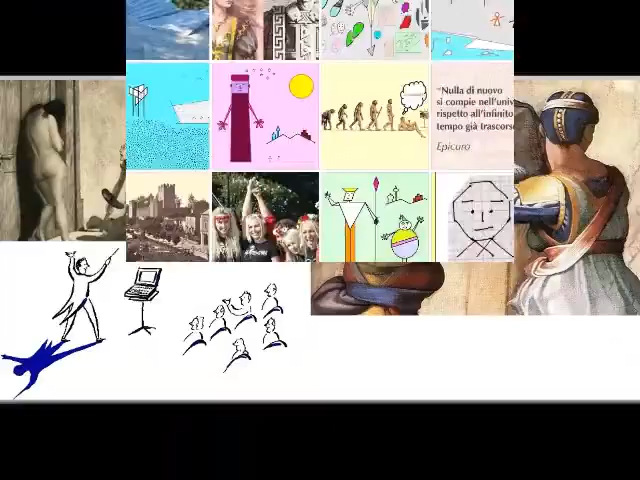 "Nulla di nuovo
si compie nell'univ
rispetto all'infinito
tempo già trascors
Epicuro